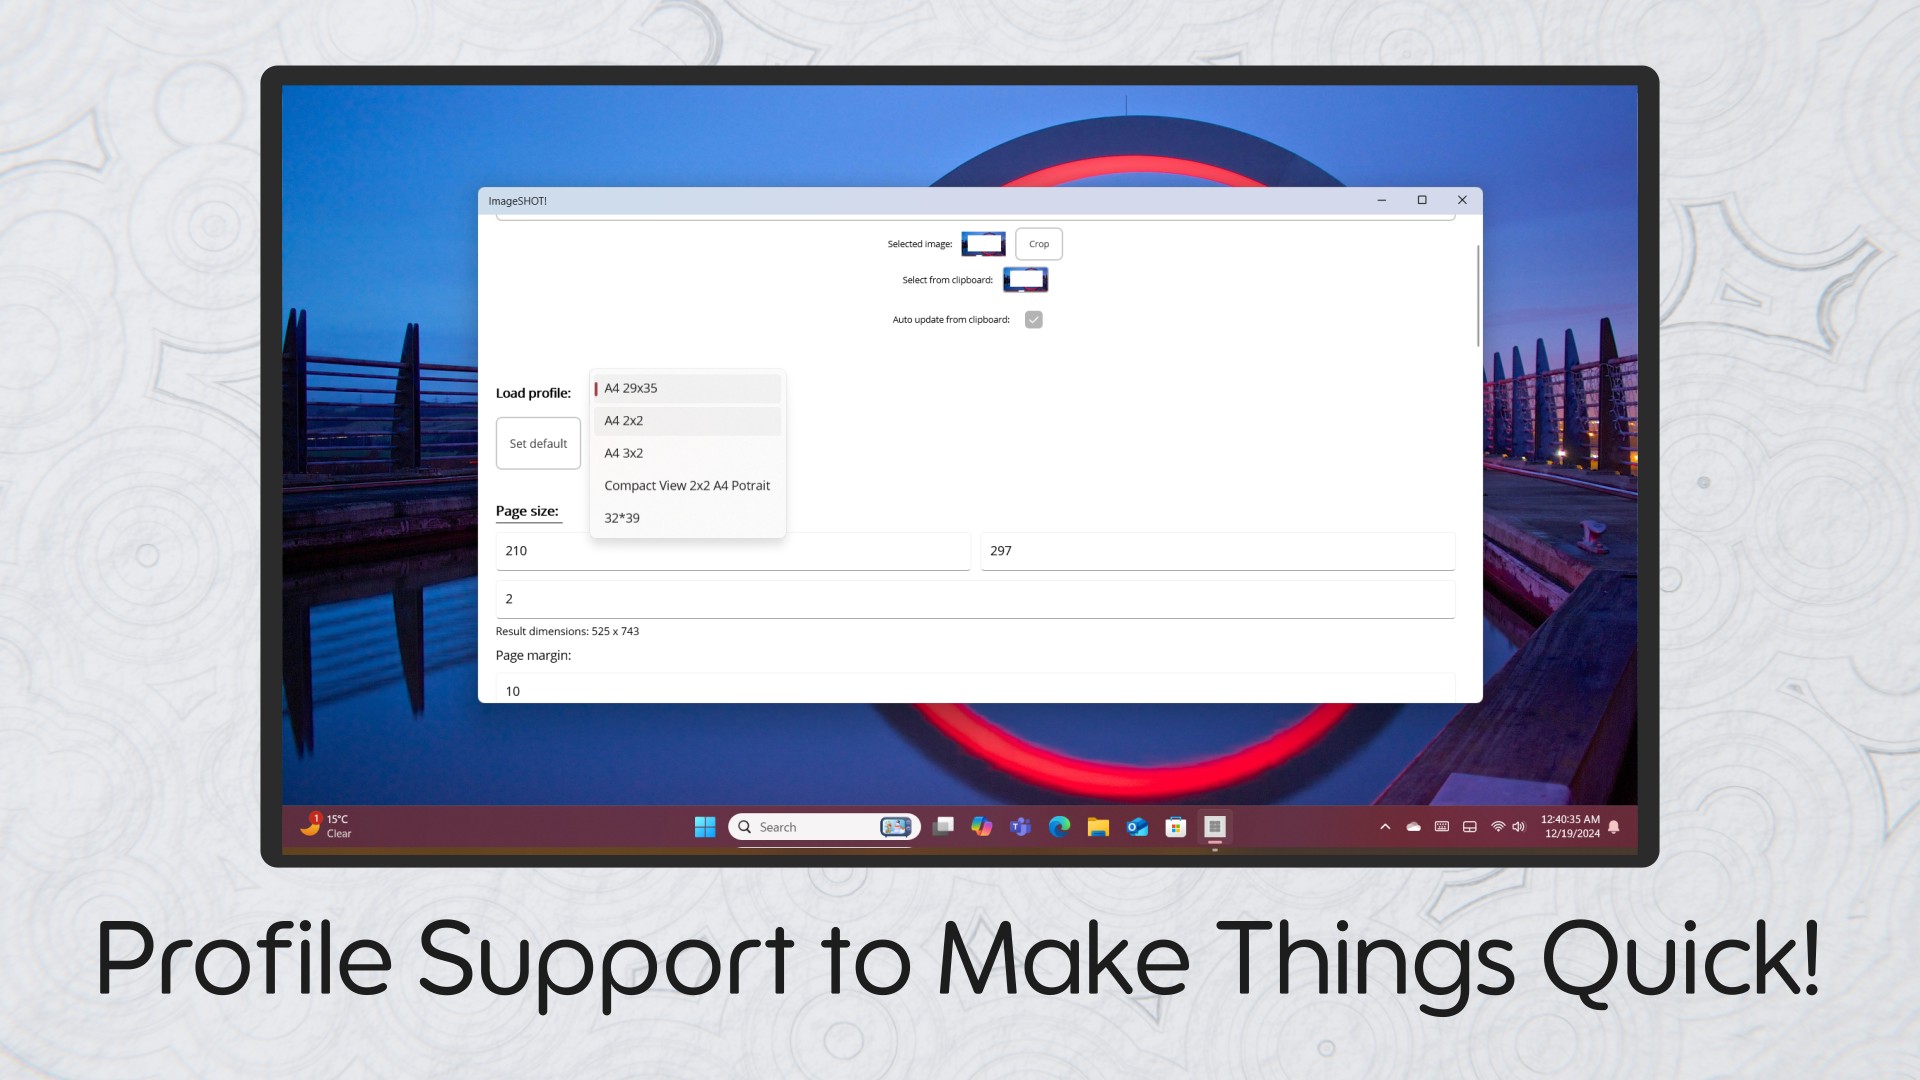 ImageSHOT!
Selected image:
Crop
Select from clipboard:
Auto update from clipboard:
Load profile:
A4 29x35
A4 2x2
A4 3x2
Compact View 2x2 A4 Potrait
32*39
Set default
Page size:
210
297
2
Result dimensions: 525 x 743
Page margin:
10
1
15°C
Clear
Search
12:40:35 AM
12/19/2024
Profile Support to Make Things Quick!